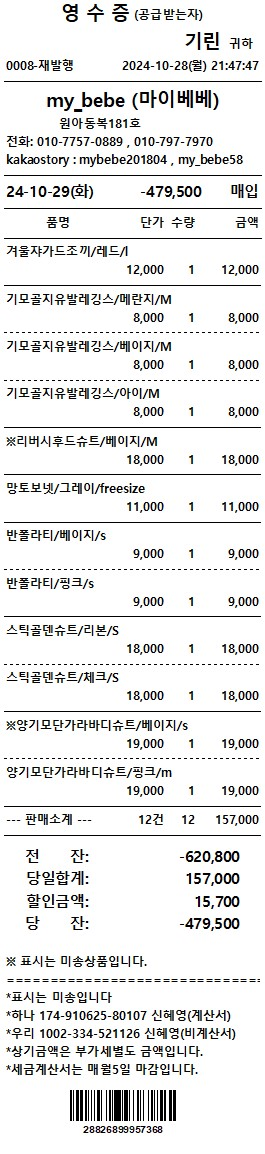 영 수 증 (공급받는자)
기린 귀하
0008-재발행 2024-10-28(월) 21:47:47
my_bebe (마이베베)
원아동복181호
전화: 010-7757-0889 , 010-797-7970
kakaostory : mybebe201804 , my_bebe58
24-10-29(화) -479,500 매입
품명 단가 수량 금액
겨울쟈가드조끼/레드/l
12,000 1 12,000
기모골지유발레깅스/메란지/M
8,000 1 8,000
기모골지유발레깅스/베이지/M
8,000 1 8,000
기모골지유발레깅스/아이/M
8,000 1 8,000
※리버시후드슈트/베이지/M
18,000 1 18,000
망토보넷/그레이/freesize
11,000 1 11,000
반폴라티/베이지/s
9,000 1 9,000
반폴라티/핑크/s
9,000 1 9,000
스틱골덴슈트/리본/S
18,000 1 18,000
스틱골덴슈트/체크/S
18,000 1 18,000
※양기모단가라바디슈트/베이지/s
19,000 1 19,000
양기모단가라바디슈트/핑크/m
19,000 1 19,000
--- 판매소계 --- 12건 12 157,000
전 잔: -620,800
당일합계: 157,000
할인금액: 15,700
당 잔: -479,500
※ 표시는 미송상품입니다.
*표시는 미송입니다
*하나 174-910625-80107 신혜영(계산서)
*우리 1002-334-521126 신혜영(비계산서)
*상기금액은 부가세별도 금액입니다.
*세금계산서는 매월5일 마감입니다.
28826899957368